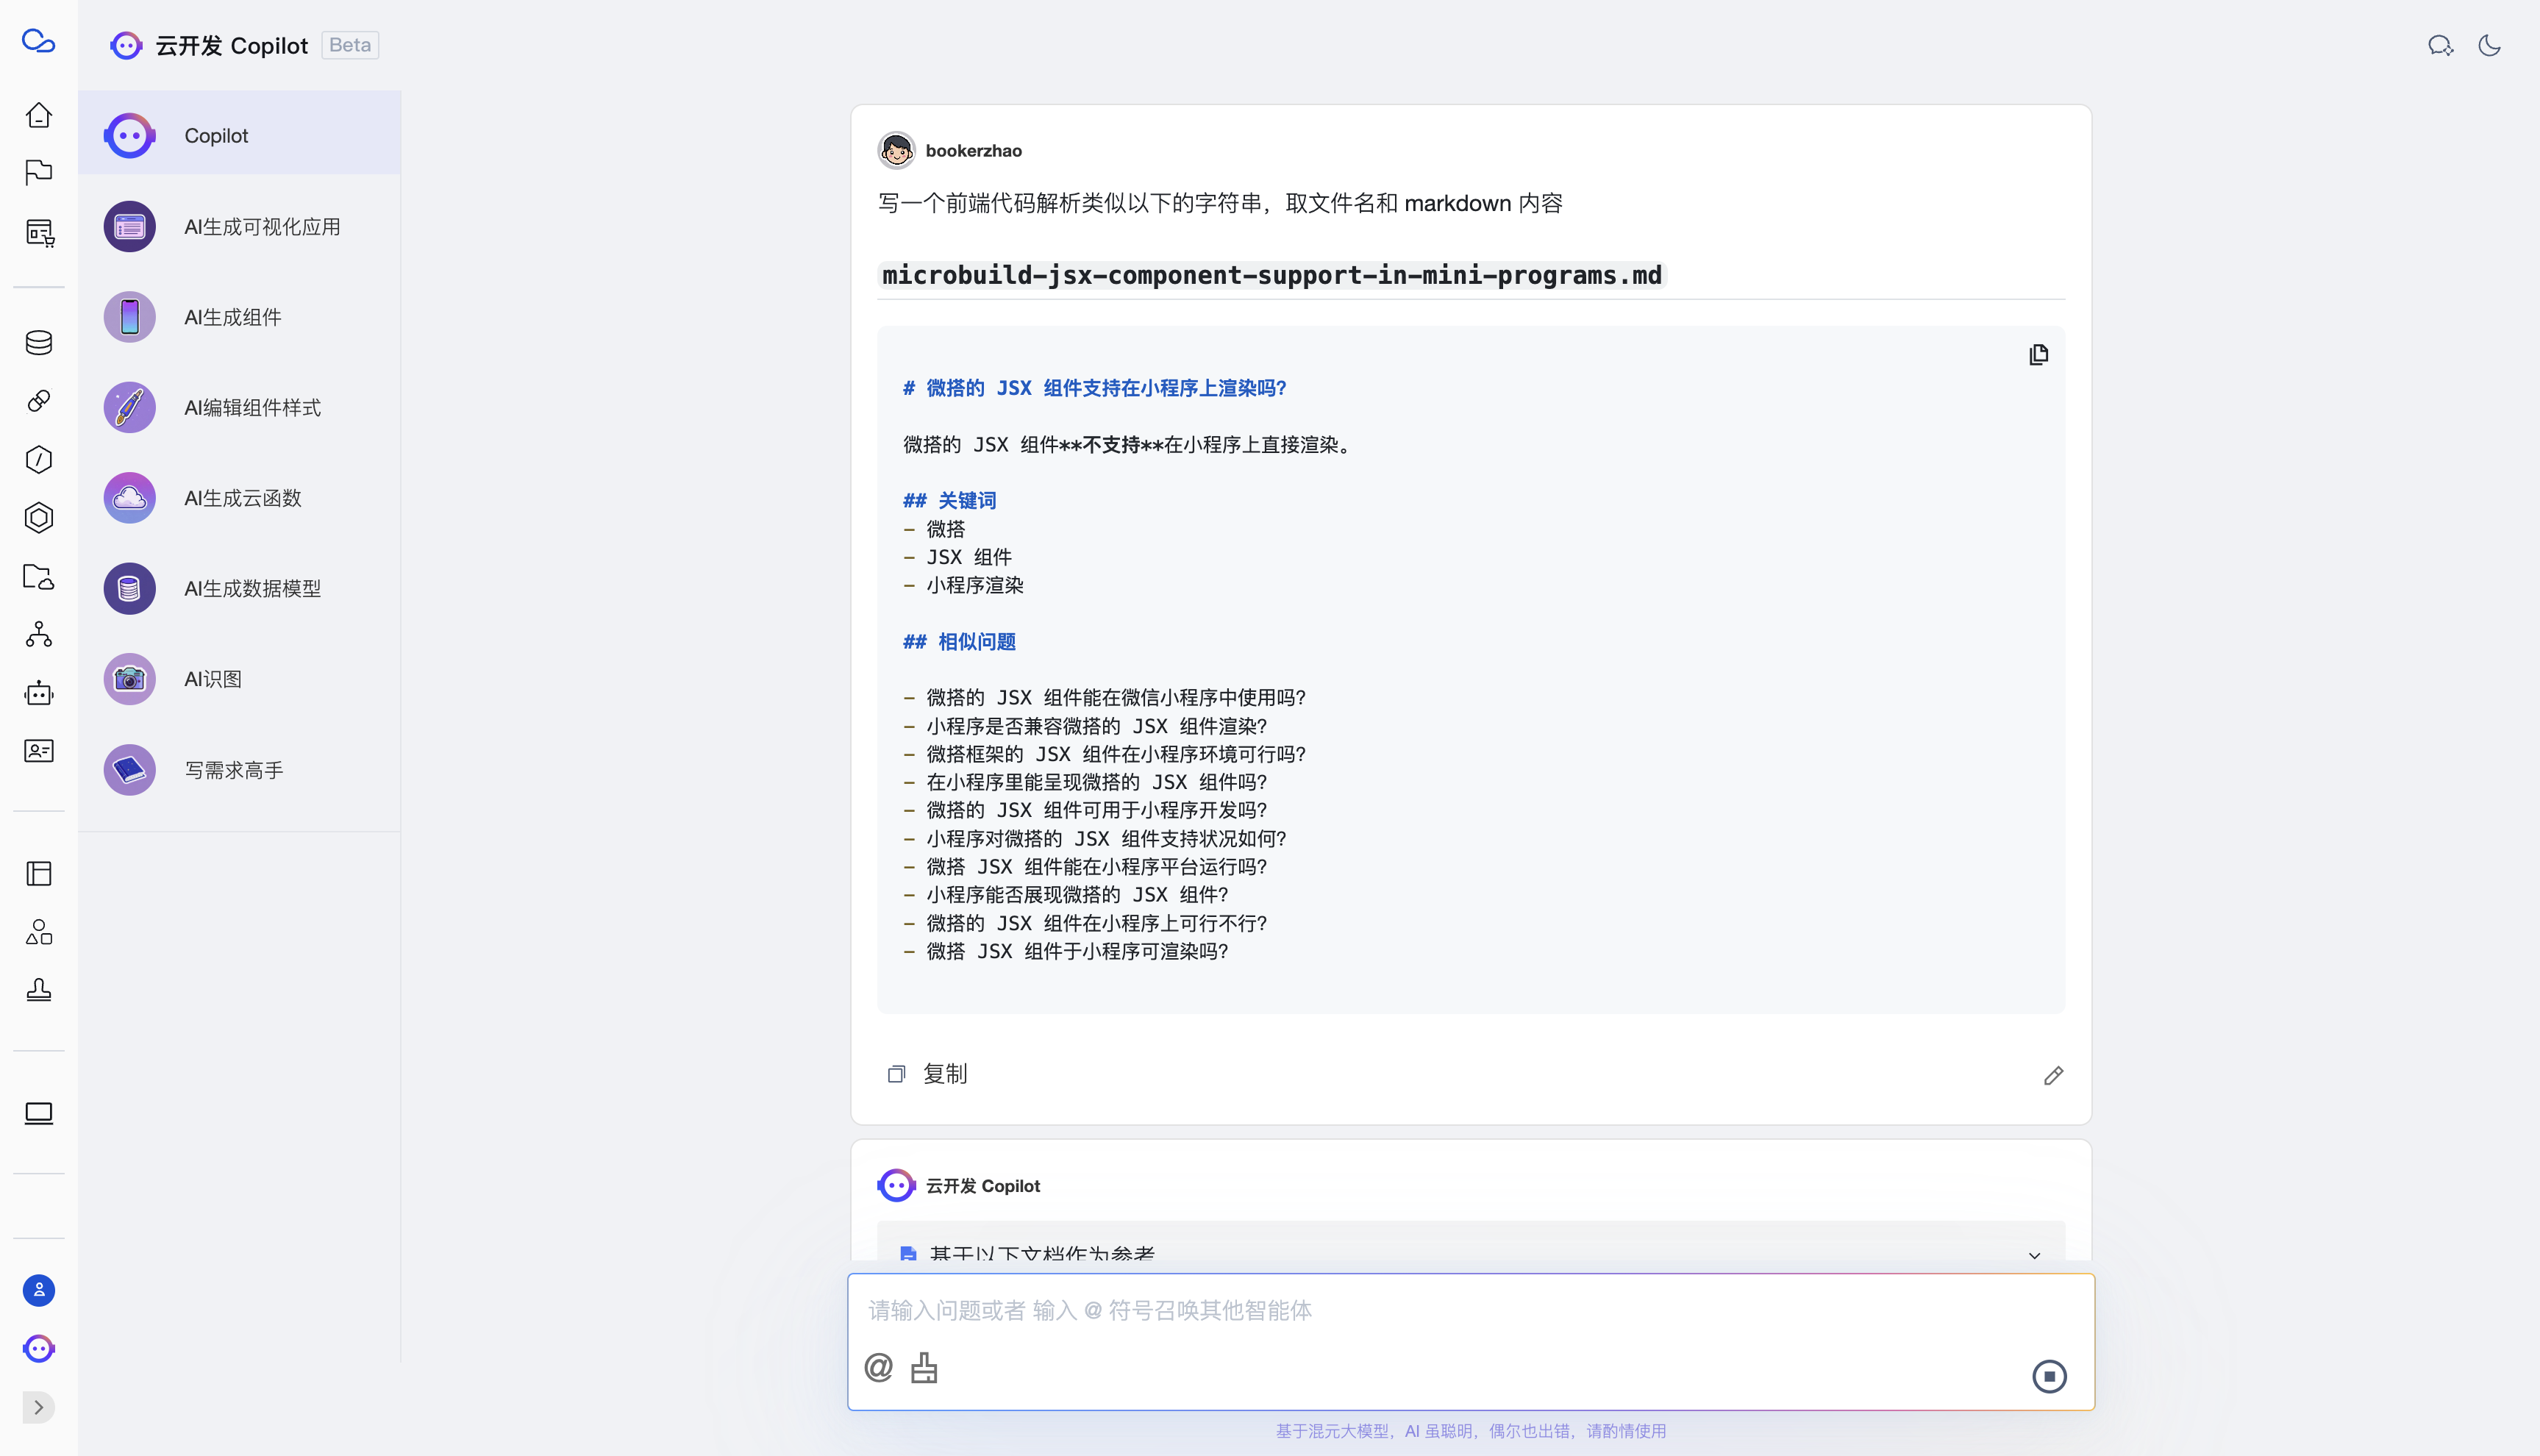 云开发 Copilot Beta
Copilot
AI生成可视化应用
AI生成组件
AI编辑组件样式
AI生成云函数
AI生成数据模型
AI识图
写需求高手
bookerzhao
写一个前端代码解析类似以下的字符串，取文件名和 markdown 内容
microbuild-jsx-component-support-in-mini-programs.md
# 微搭的 JSX 组件支持在小程序上渲染吗?
微搭的 JSX 组件**不支持**在小程序上直接渲染。
## 关键词
- 微搭
- JSX 组件
- 小程序渲染
## 相似问题
- 微搭的 JSX 组件能在微信小程序中使用吗?
- 小程序是否兼容微搭的 JSX 组件渲染?
- 微搭框架的 JSX 组件在小程序环境可行吗?
- 在小程序里能呈现微搭的 JSX 组件吗?
- 微搭的 JSX 组件可用于小程序开发吗?
- 小程序对微搭的 JSX 组件支持状况如何?
- 微搭 JSX 组件能在小程序平台运行吗?
- 小程序能否展现微搭的 JSX 组件?
- 微搭的 JSX 组件在小程序上可行不行?
- 微搭 JSX 组件于小程序可渲染吗?
复制
云开发 Copilot
基于以下文档作为参考
请输入问题或者 输入 @ 符号召唤其他智能体
@
基于混元大模型，AI 虽聪明，偶尔也出错，请酌情使用